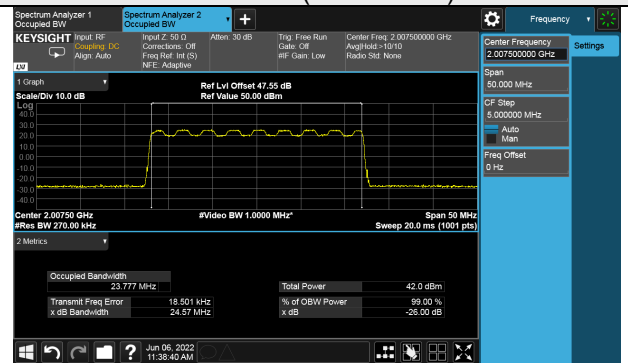 Spectrum Analyzer 1
Occupied BW
Spectrum Analyzer 2
Occupied BW
Frequency
KEYSIGHT
Input: RF
Coupling: DC
Align: Auto
Input Z: 50 Ω
Corrections: Off
Freq Ref: Int (S)
NFE: Adaptive
Atten: 30 dB
Trig: Free Run
Gate: Off
#IF Gain: Low
Center Freq: 2.007500000 GHz
Avg|Hold:>10/10
Radio Std: None
LXI
Center Frequency
2.007500000 GHz
Settings
Span
50.000 MHz
CF Step
5.000000 MHz
Auto
Man
Freq Offset
0 Hz
1 Graph
Scale/Div 10.0 dB
Ref Lvl Offset 47.55 dB
Ref Value 50.00 dBm
Log
40.0
30.0
20.0
10.0
0.00
-10.0
-20.0
-30.0
-40.0
Center 2.00750 GHz
#Res BW 270.00 kHz
#Video BW 1.0000 MHz*
Span 50 MHz
Sweep 20.0 ms (1001 pts)
2 Metrics
Occupied Bandwidth
23.777 MHz
Total Power 42.0 dBm
Transmit Freq Error 18.501 kHz
% of OBW Power 99.00 %
x dB Bandwidth 24.57 MHz
x dB -26.00 dB
?
Jun 06, 2022
11:38:40 AM